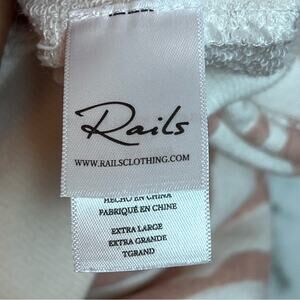 Rails
WWW.RAILSCLOTHING.COM
HECHO EN CHINA
FABRIQUÉ EN CHINE
EXTRA LARGE
EXTRA GRANDE
TGRAND